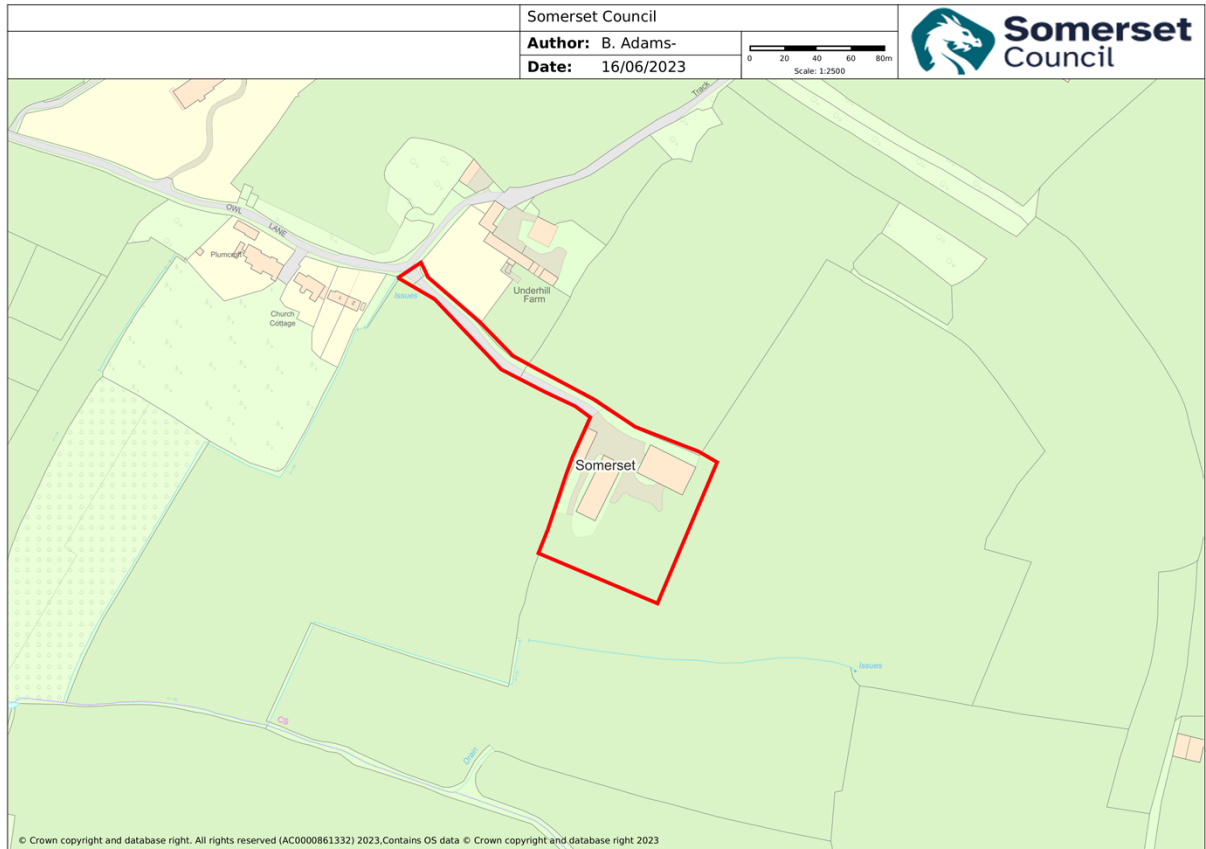 Somerset Council
Author: B. Adams-
Date: 16/06/2023
0 20 40 60 80m
Scale: 1:2500
Somerset
Council
Track
OWL LANE
Plumcroft
Issues
Underhill
Farm
Church
Cottage
Somerset
Issues
CS
Drain
© Crown copyright and database right. All rights reserved (AC0000861332) 2023,Contains OS data © Crown copyright and database right 2023